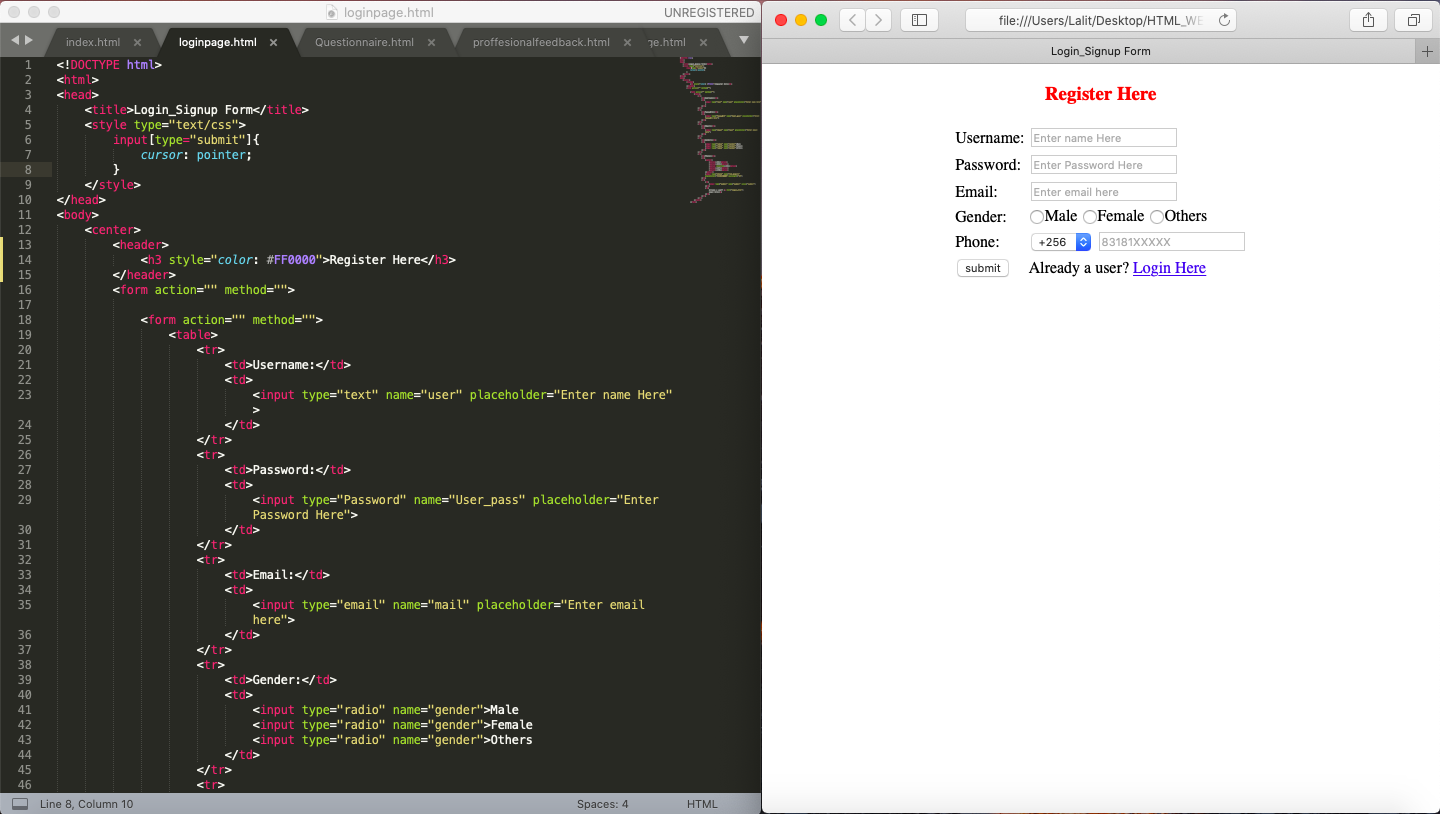 loginpage.html
UNREGISTERED
index.html
loginpage.html
Questionnaire.html
proffesionalfeedback.html
ge.html
1 <!DOCTYPE html>
2 <html>
3 <head>
4 <title>Login_Signup Form</title>
5 <style type="text/css">
6 input[type="submit"]{
7 cursor: pointer;
8 }
9 </style>
10 </head>
11 <body>
12 <center>
13 <header>
14 <h3 style="color: #FF0000">Register Here</h3>
15 </header>
16 <form action="" method="">
17
18 <form action="" method="">
19 <table>
20 <tr>
21 <td>Username:</td>
22 <td>
23 <input type="text" name="user" placeholder="Enter name Here"
>
24 </td>
25 </tr>
26 <tr>
27 <td>Password:</td>
28 <td>
29 <input type="Password" name="User_pass" placeholder="Enter
Password Here">
30 </td>
31 </tr>
32 <tr>
33 <td>Email:</td>
34 <td>
35 <input type="email" name="mail" placeholder="Enter email
here">
36 </td>
37 </tr>
38 <tr>
39 <td>Gender:</td>
40 <td>
41 <input type="radio" name="gender">Male
42 <input type="radio" name="gender">Female
43 <input type="radio" name="gender">Others
44 </td>
45 </tr>
46 <tr>
Line 8, Column 10
Spaces: 4
HTML
file:///Users/Lalit/Desktop/HTML_WE
Login_Signup Form
Register Here
Username: Enter name Here
Password: Enter Password Here
Email: Enter email here
Gender: Male Female Others
Phone: +256 83181XXXXX
submit Already a user? Login Here